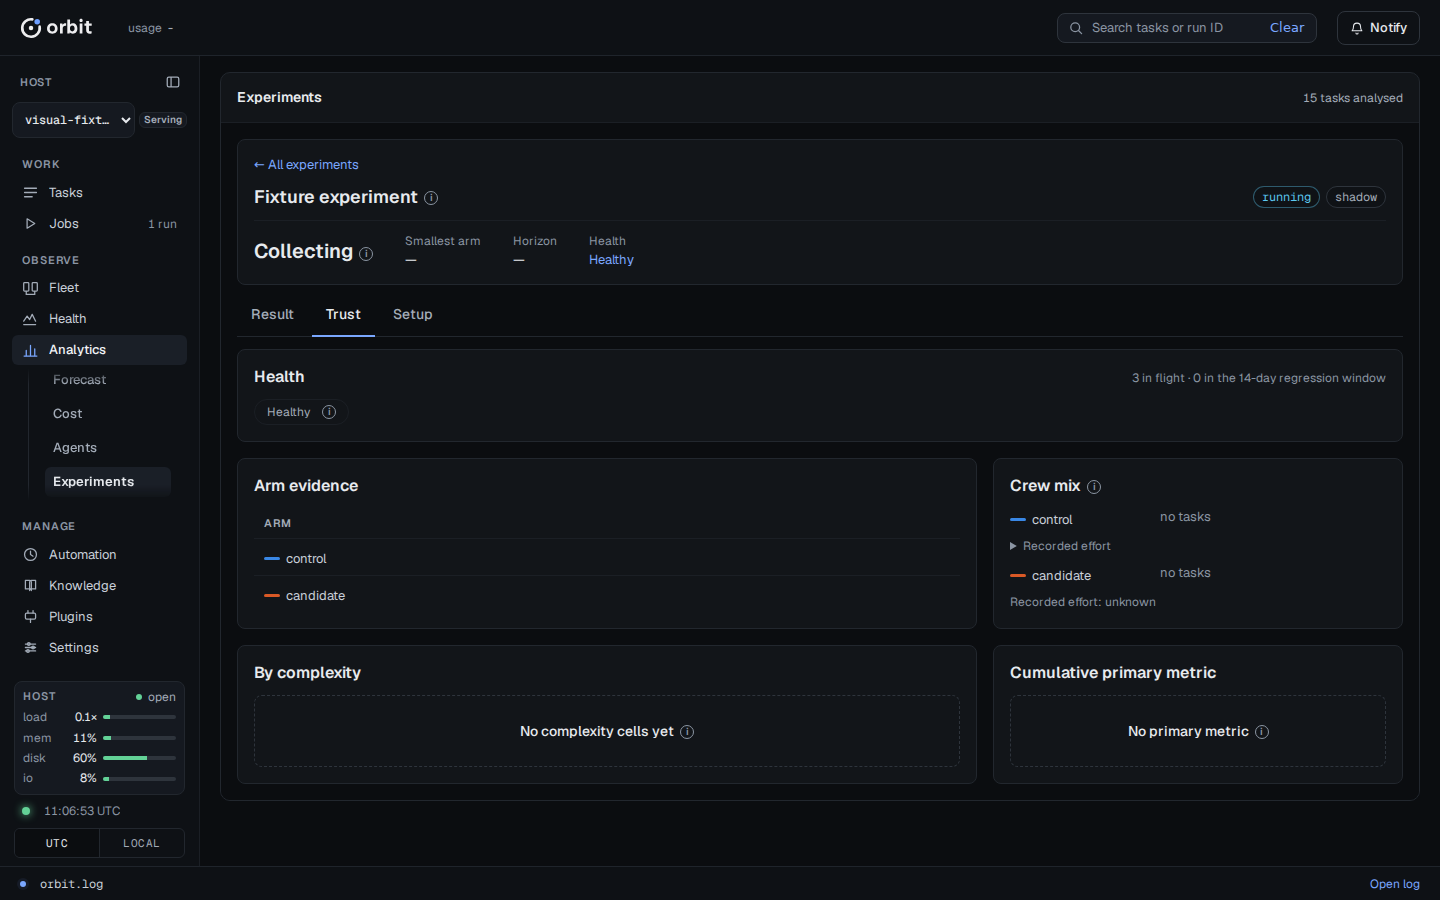 orbit
usage -
Search tasks or run ID
Clear
Notify
HOST
visual-fixt…
Serving
WORK
Tasks
Jobs
1 run
OBSERVE
Fleet
Health
Analytics
Forecast
Cost
Agents
Experiments
MANAGE
Automation
Knowledge
Plugins
Settings
HOST
open
load 0.1×
mem 11%
disk 60%
io 8%
11:06:53 UTC
UTC
LOCAL
Experiments
15 tasks analysed
← All experiments
Fixture experiment
running
shadow
Collecting
Smallest arm
—
Horizon
—
Health
Healthy
Result
Trust
Setup
Health
3 in flight · 0 in the 14-day regression window
Healthy
Arm evidence
ARM
control
candidate
Crew mix
control
no tasks
Recorded effort
candidate
no tasks
Recorded effort: unknown
By complexity
No complexity cells yet
Cumulative primary metric
No primary metric
orbit.log
Open log